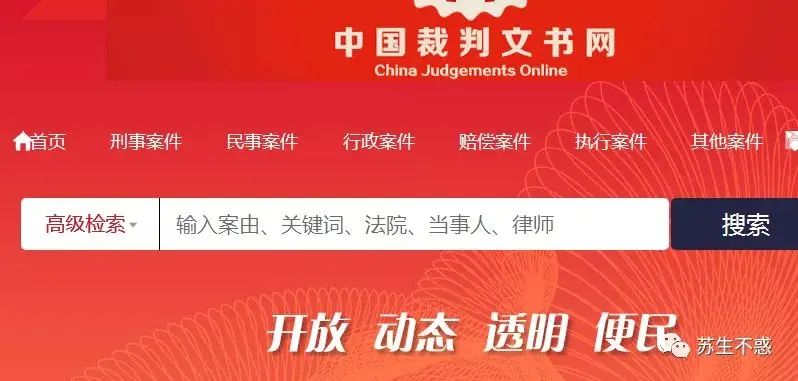 中国裁判文书网
China Judgements Online
首页 刑事案件 民事案件 行政案件 赔偿案件 执行案件 其他案件
高级检索 输入案由、关键词、法院、当事人、律师 搜索
开放 动态 透明 便民
苏生不惑